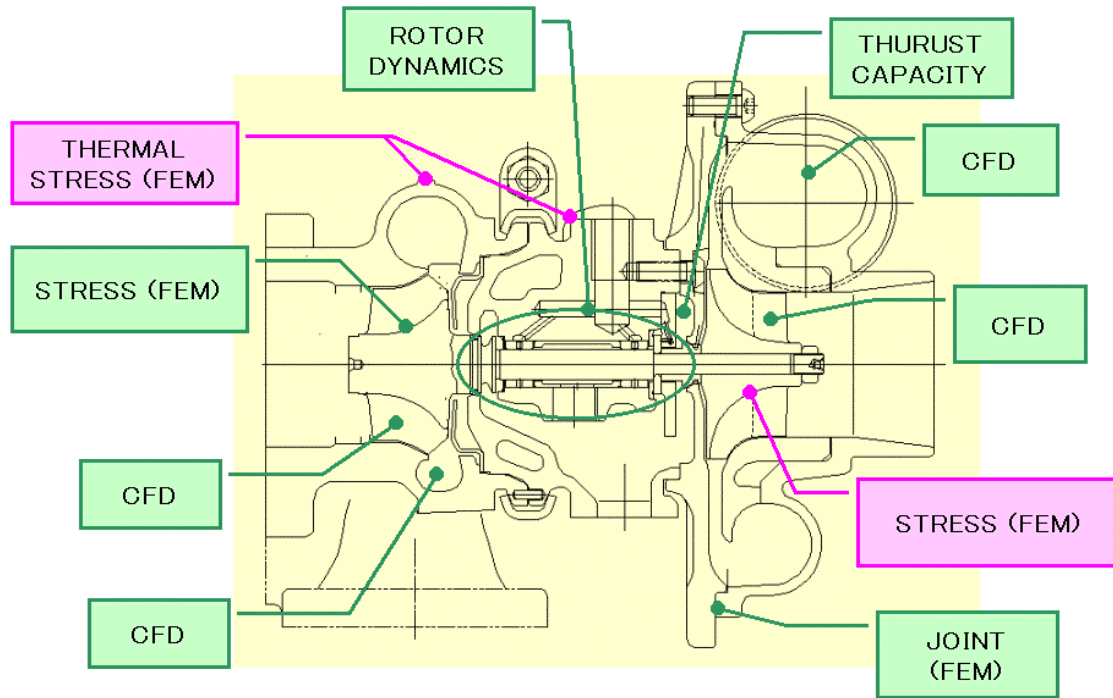 ROTOR
DYNAMICS
THURUST
CAPACITY
THERMAL
STRESS (FEM)
CFD
STRESS (FEM)
CFD
CFD
STRESS (FEM)
CFD
JOINT
(FEM)